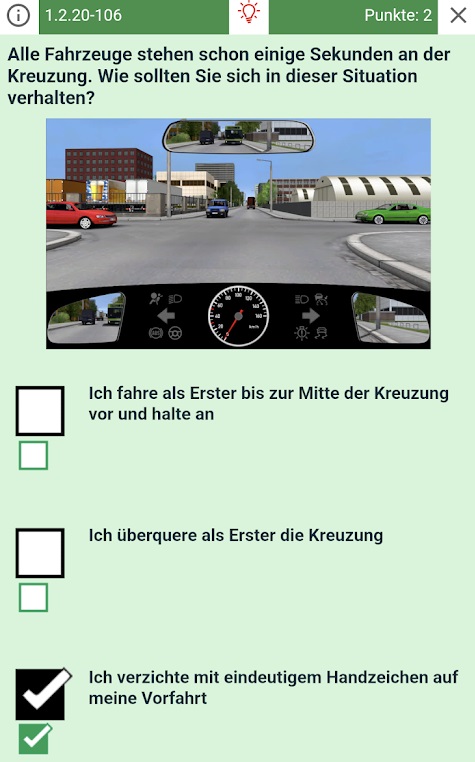 1.2.20-106
Punkte: 2
Alle Fahrzeuge stehen schon einige Sekunden an der
Kreuzung. Wie sollten Sie sich in dieser Situation
verhalten?
Ich fahre als Erster bis zur Mitte der Kreuzung
vor und halte an
Ich überquere als Erster die Kreuzung
Ich verzichte mit eindeutigem Handzeichen auf
meine Vorfahrt